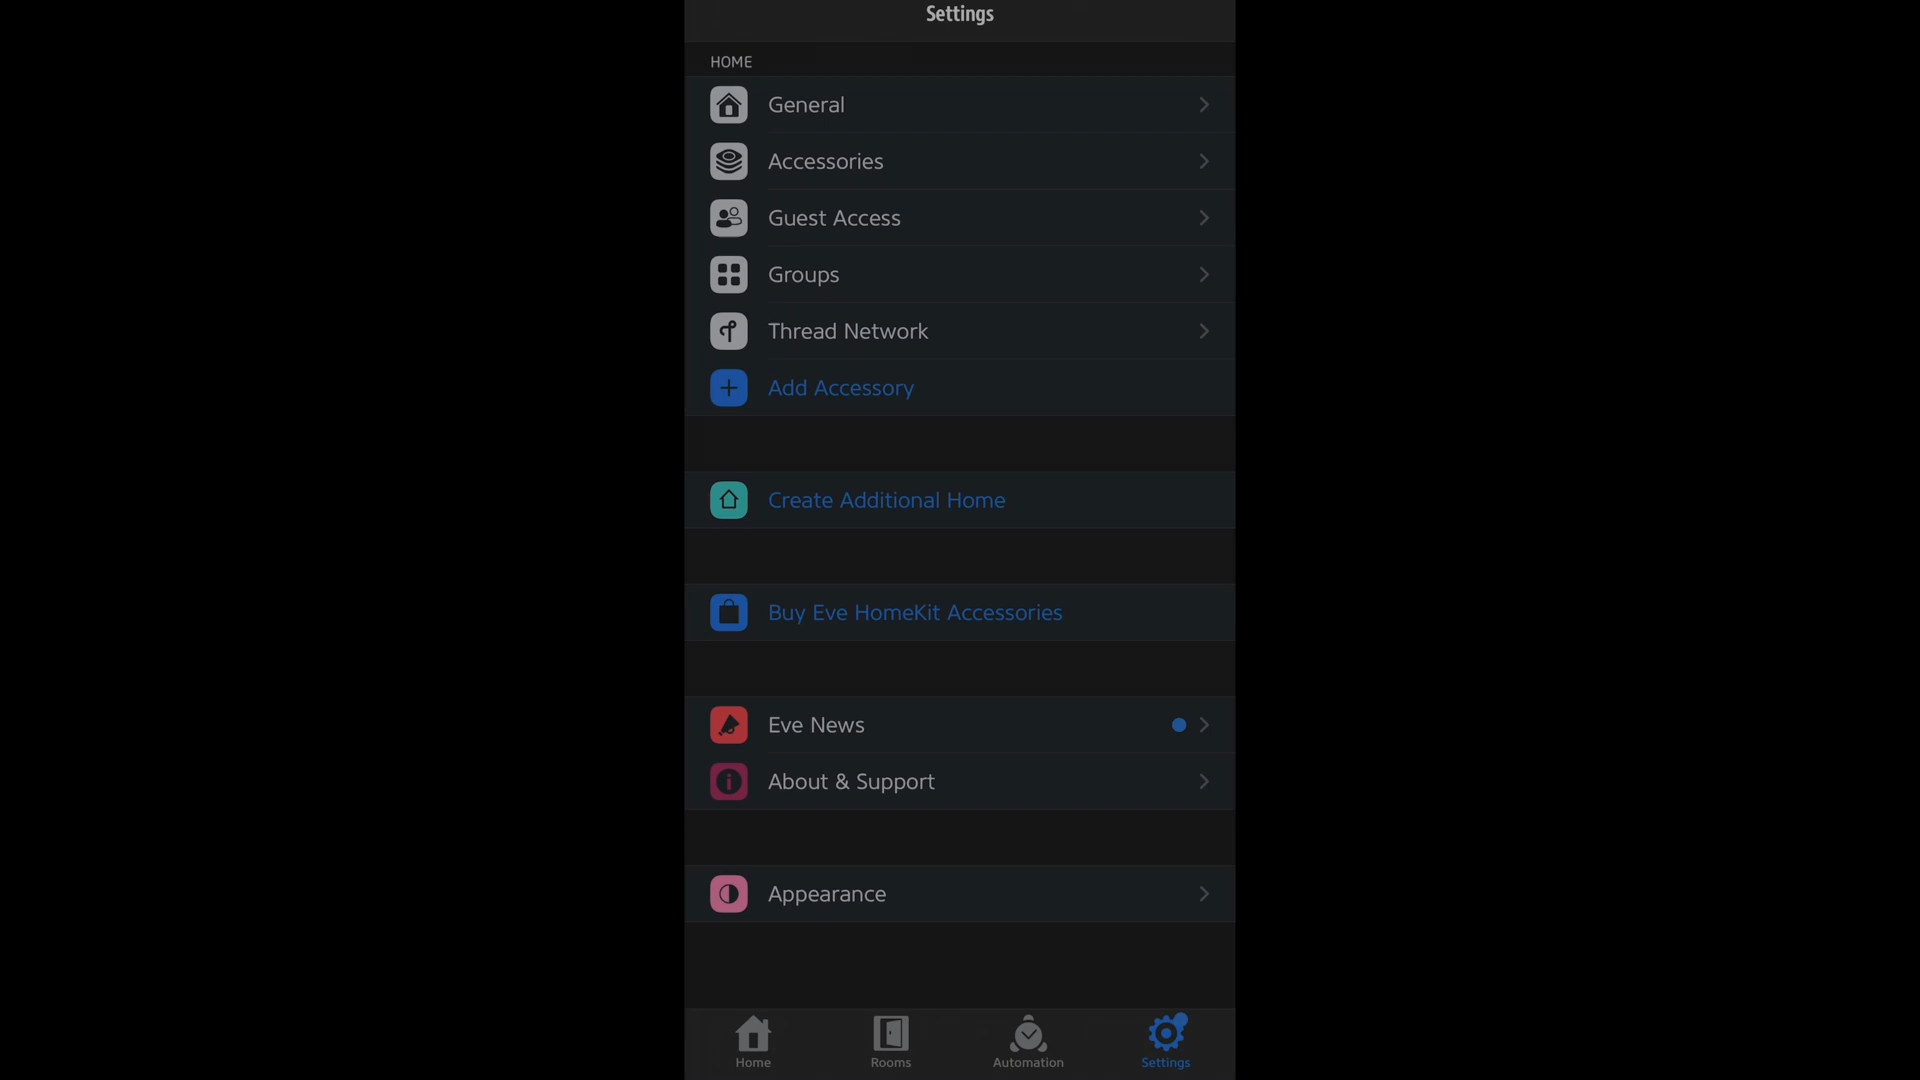 Settings
HOME
General
Accessories
Guest Access
Groups
Thread Network
Add Accessory
Create Additional Home
Buy Eve HomeKit Accessories
Eve News
About & Support
Appearance
Home
Rooms
Automation
Settings